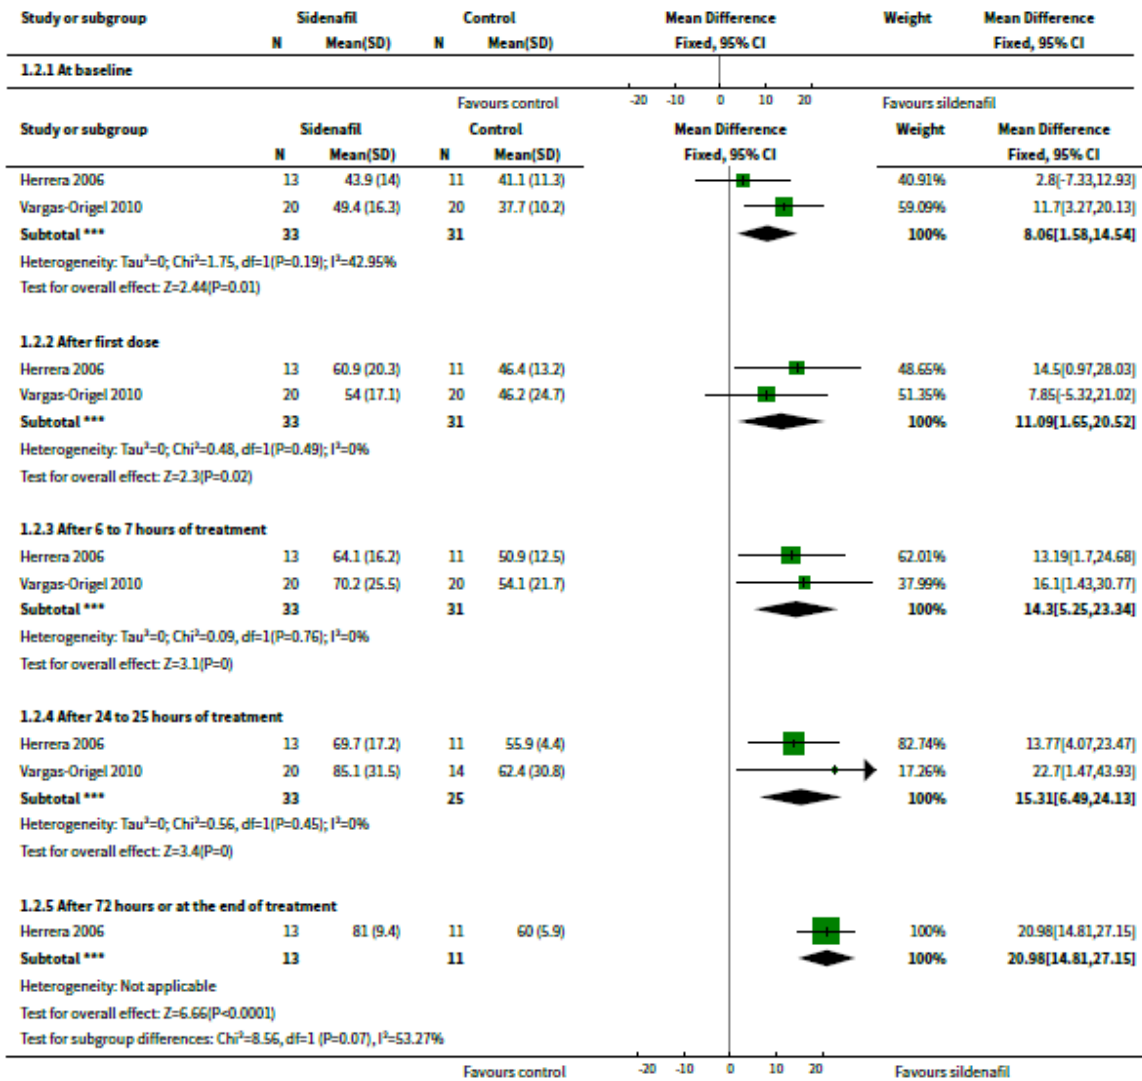 Study or subgroup Sidenafil Control Mean Difference Weight Mean Difference
N Mean(SD) N Mean(SD) Fixed, 95% CI Fixed, 95% CI
1.2.1 At baseline
Favours control -20 -10 0 10 20 Favours sildenafil
Study or subgroup Sidenafil Control Mean Difference Weight Mean Difference
N Mean(SD) N Mean(SD) Fixed, 95% CI Fixed, 95% CI
Herrera 2006 13 43.9 (14) 11 41.1 (11.3) 40.91% 2.8[-7.33,12.93]
Vargas-Origel 2010 20 49.4 (16.3) 20 37.7 (10.2) 59.09% 11.7[3.27,20.13]
Subtotal *** 33 31 100% 8.06[1.58,14.54]
Heterogeneity: Tau²=0; Chi²=1.75, df=1(P=0.19); I²=42.95%
Test for overall effect: Z=2.44(P=0.01)
1.2.2 After first dose
Herrera 2006 13 60.9 (20.3) 11 46.4 (13.2) 48.65% 14.5[0.97,28.03]
Vargas-Origel 2010 20 54 (17.1) 20 46.2 (24.7) 51.35% 7.85[-5.32,21.02]
Subtotal *** 33 31 100% 11.09[1.65,20.52]
Heterogeneity: Tau²=0; Chi²=0.48, df=1(P=0.49); I²=0%
Test for overall effect: Z=2.3(P=0.02)
1.2.3 After 6 to 7 hours of treatment
Herrera 2006 13 64.1 (16.2) 11 50.9 (12.5) 62.01% 13.19[1.7,24.68]
Vargas-Origel 2010 20 70.2 (25.5) 20 54.1 (21.7) 37.99% 16.1[1.43,30.77]
Subtotal *** 33 31 100% 14.3[5.25,23.34]
Heterogeneity: Tau²=0; Chi²=0.09, df=1(P=0.76); I²=0%
Test for overall effect: Z=3.1(P=0)
1.2.4 After 24 to 25 hours of treatment
Herrera 2006 13 69.7 (17.2) 11 55.9 (4.4) 82.74% 13.77[4.07,23.47]
Vargas-Origel 2010 20 85.1 (31.5) 14 62.4 (30.8) 17.26% 22.7[1.47,43.93]
Subtotal *** 33 25 100% 15.31[6.49,24.13]
Heterogeneity: Tau²=0; Chi²=0.56, df=1(P=0.45); I²=0%
Test for overall effect: Z=3.4(P=0)
1.2.5 After 72 hours or at the end of treatment
Herrera 2006 13 81 (9.4) 11 60 (5.9) 100% 20.98[14.81,27.15]
Subtotal *** 13 11 100% 20.98[14.81,27.15]
Heterogeneity: Not applicable
Test for overall effect: Z=6.66(P<0.0001)
Test for subgroup differences: Chi²=8.56, df=1 (P=0.07), I²=53.27%
Favours control -20 -10 0 10 20 Favours sildenafil